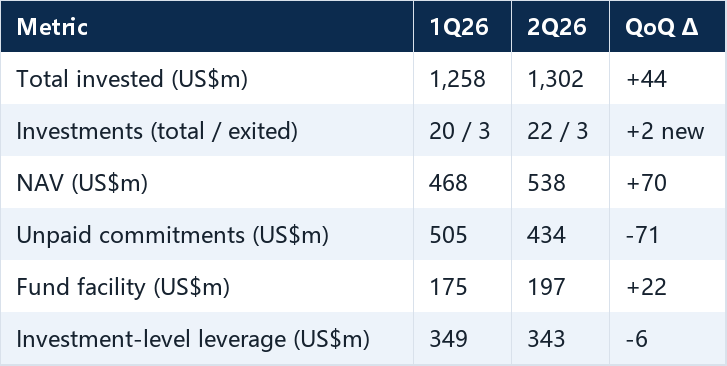 Metric 1Q26 2Q26 QoQ Δ
Total invested (US$m) 1,258 1,302 +44
Investments (total / exited) 20 / 3 22 / 3 +2 new
NAV (US$m) 468 538 +70
Unpaid commitments (US$m) 505 434 -71
Fund facility (US$m) 175 197 +22
Investment-level leverage (US$m) 349 343 -6